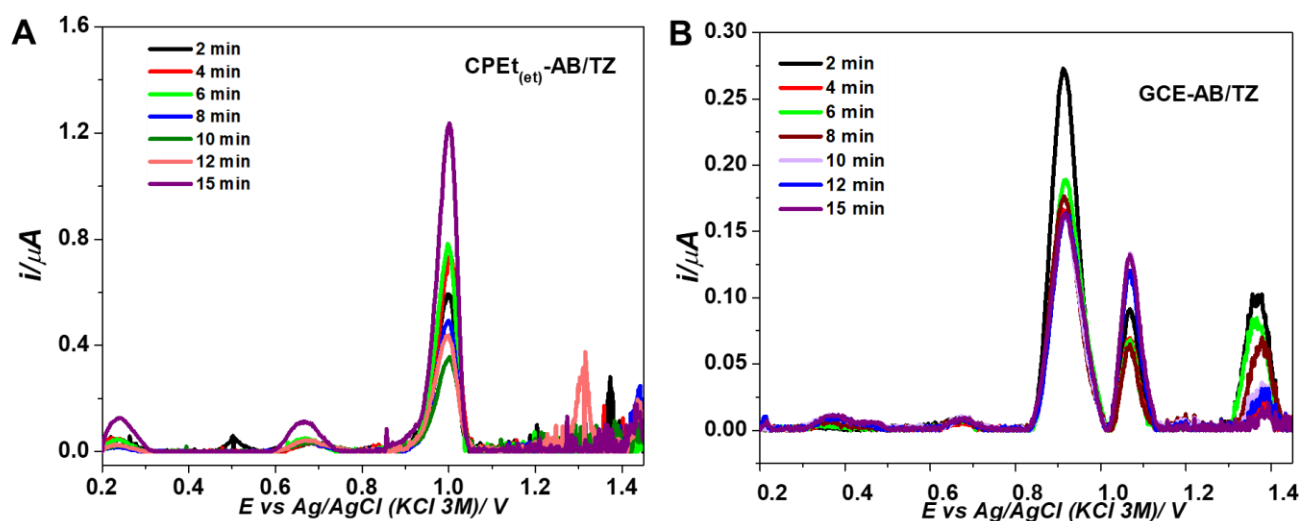 A
1.6
1.2
0.8
0.4
0.0
i/μA
2 min
4 min
6 min
8 min
10 min
12 min
15 min
CPEt(et)-AB/TZ
0.2 0.4 0.6 0.8 1.0 1.2 1.4
E vs Ag/AgCl (KCl 3M)/ V
B
0.30
0.25
0.20
0.15
0.10
0.05
0.00
i/μA
2 min
4 min
6 min
8 min
10 min
12 min
15 min
GCE-AB/TZ
0.2 0.4 0.6 0.8 1.0 1.2 1.4
E vs Ag/AgCl (KCl 3M)/ V